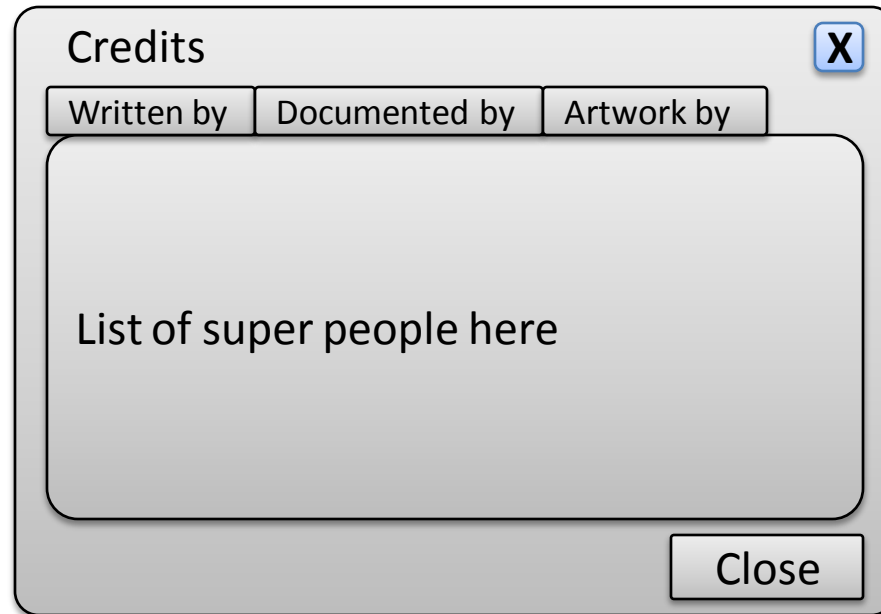 Credits
X
Written by
Documented by
Artwork by
List of super people here
Close